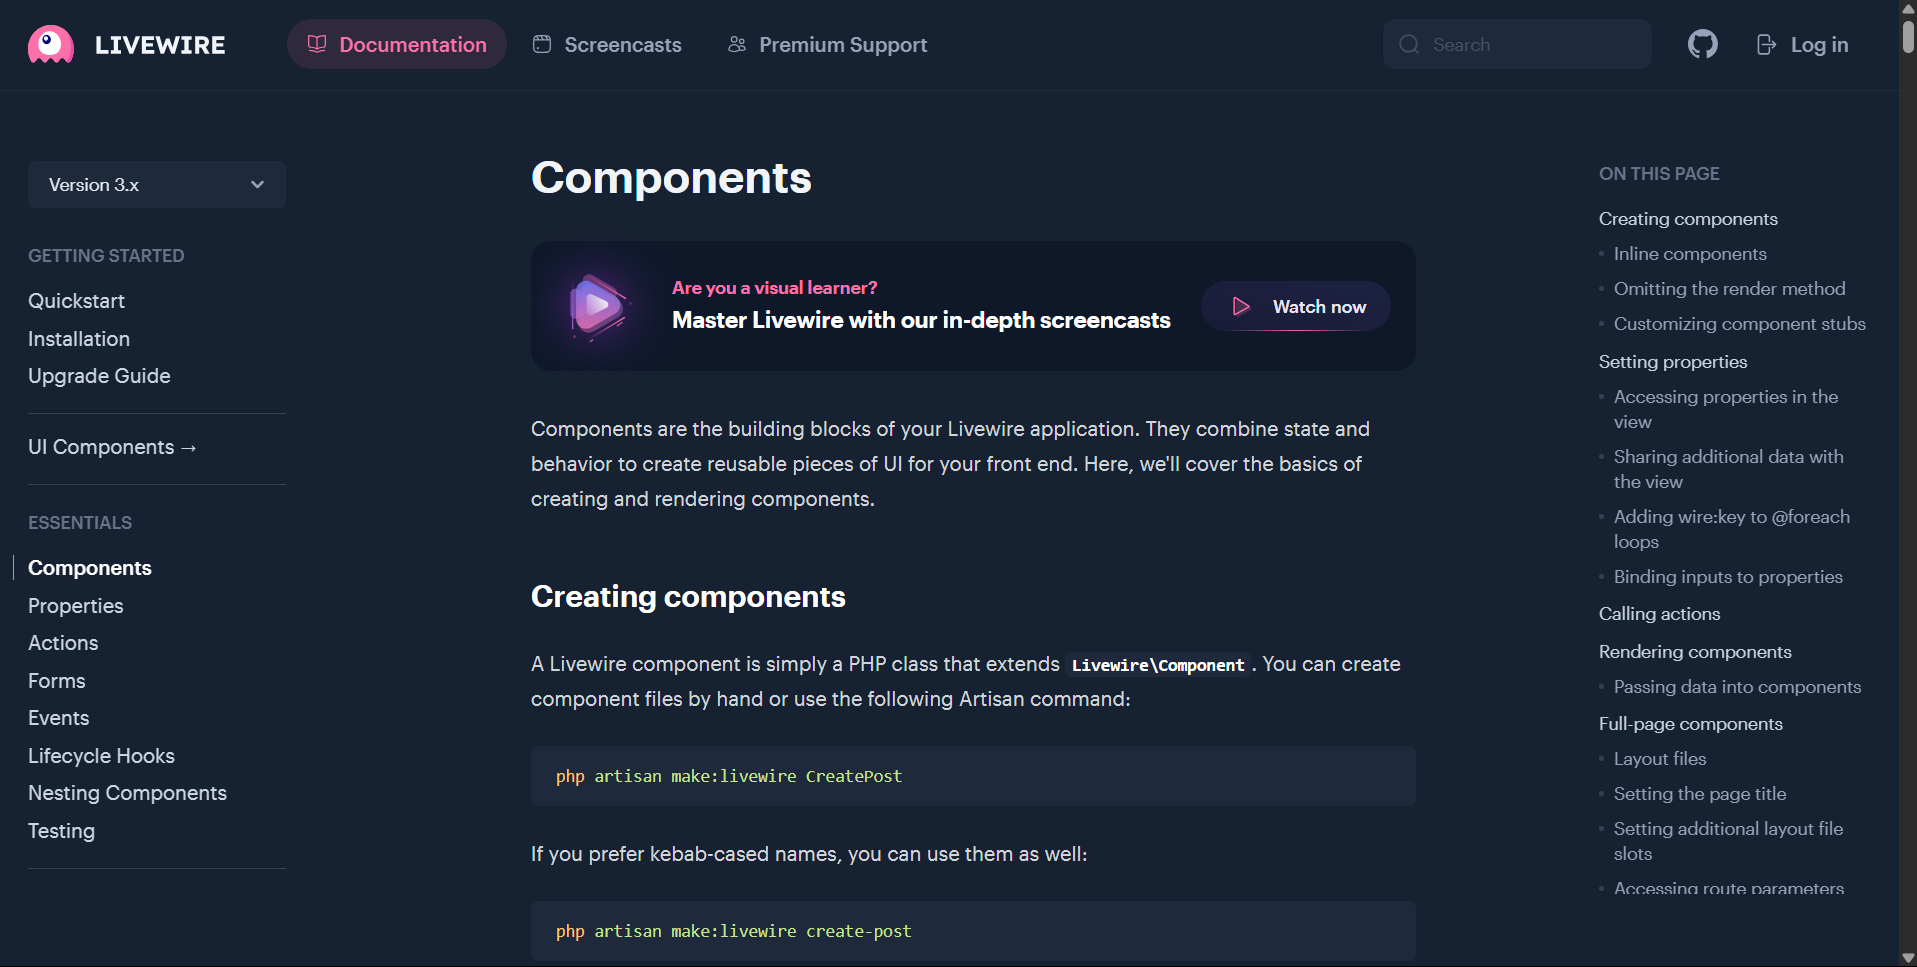 LIVEWIRE
Documentation
Screencasts
Premium Support
Search
Log in
Version 3.x
GETTING STARTED
Quickstart
Installation
Upgrade Guide
UI Components →
ESSENTIALS
Components
Properties
Actions
Forms
Events
Lifecycle Hooks
Nesting Components
Testing
Components
Are you a visual learner?
Master Livewire with our in-depth screencasts
Watch now
Components are the building blocks of your Livewire application. They combine state and
behavior to create reusable pieces of UI for your front end. Here, we'll cover the basics of
creating and rendering components.
Creating components
A Livewire component is simply a PHP class that extends Livewire\Component. You can create
component files by hand or use the following Artisan command:
php artisan make:livewire CreatePost
If you prefer kebab-cased names, you can use them as well:
php artisan make:livewire create-post
ON THIS PAGE
Creating components
Inline components
Omitting the render method
Customizing component stubs
Setting properties
Accessing properties in the
view
Sharing additional data with
the view
Adding wire:key to @foreach
loops
Binding inputs to properties
Calling actions
Rendering components
Passing data into components
Full-page components
Layout files
Setting the page title
Setting additional layout file
slots
Accessing route parameters